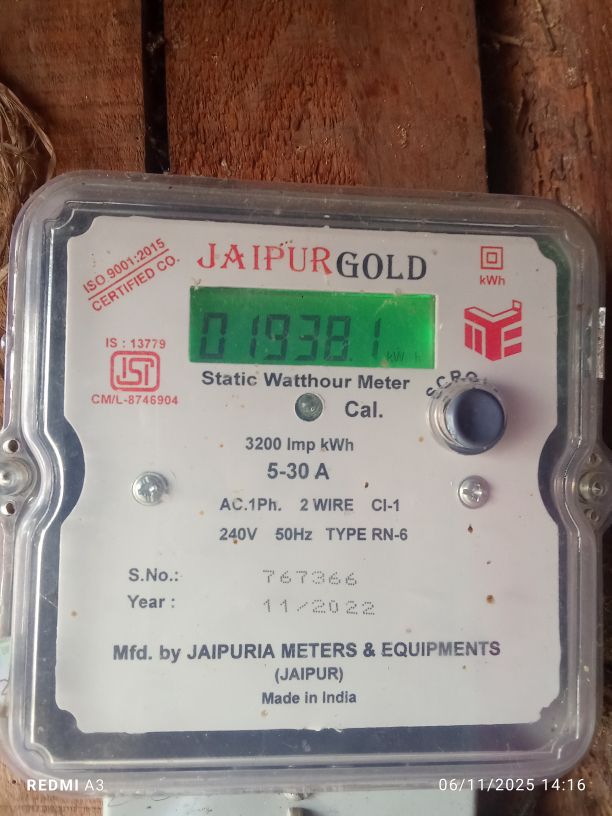 ISO 9001:2015
CERTIFIED CO.
JAIPURGOLD
kWh
01938.1 kWh
IS : 13779
ISI
CM/L-8746904
Static Watthour Meter
SCROLL
Cal.
3200 Imp kWh
5-30 A
AC.1Ph. 2 WIRE Cl-1
240V 50Hz TYPE RN-6
S.No.: 767366
Year : 11/2022
Mfd. by JAIPURIA METERS & EQUIPMENTS
(JAIPUR)
Made in India
REDMI A3
06/11/2025 14:16